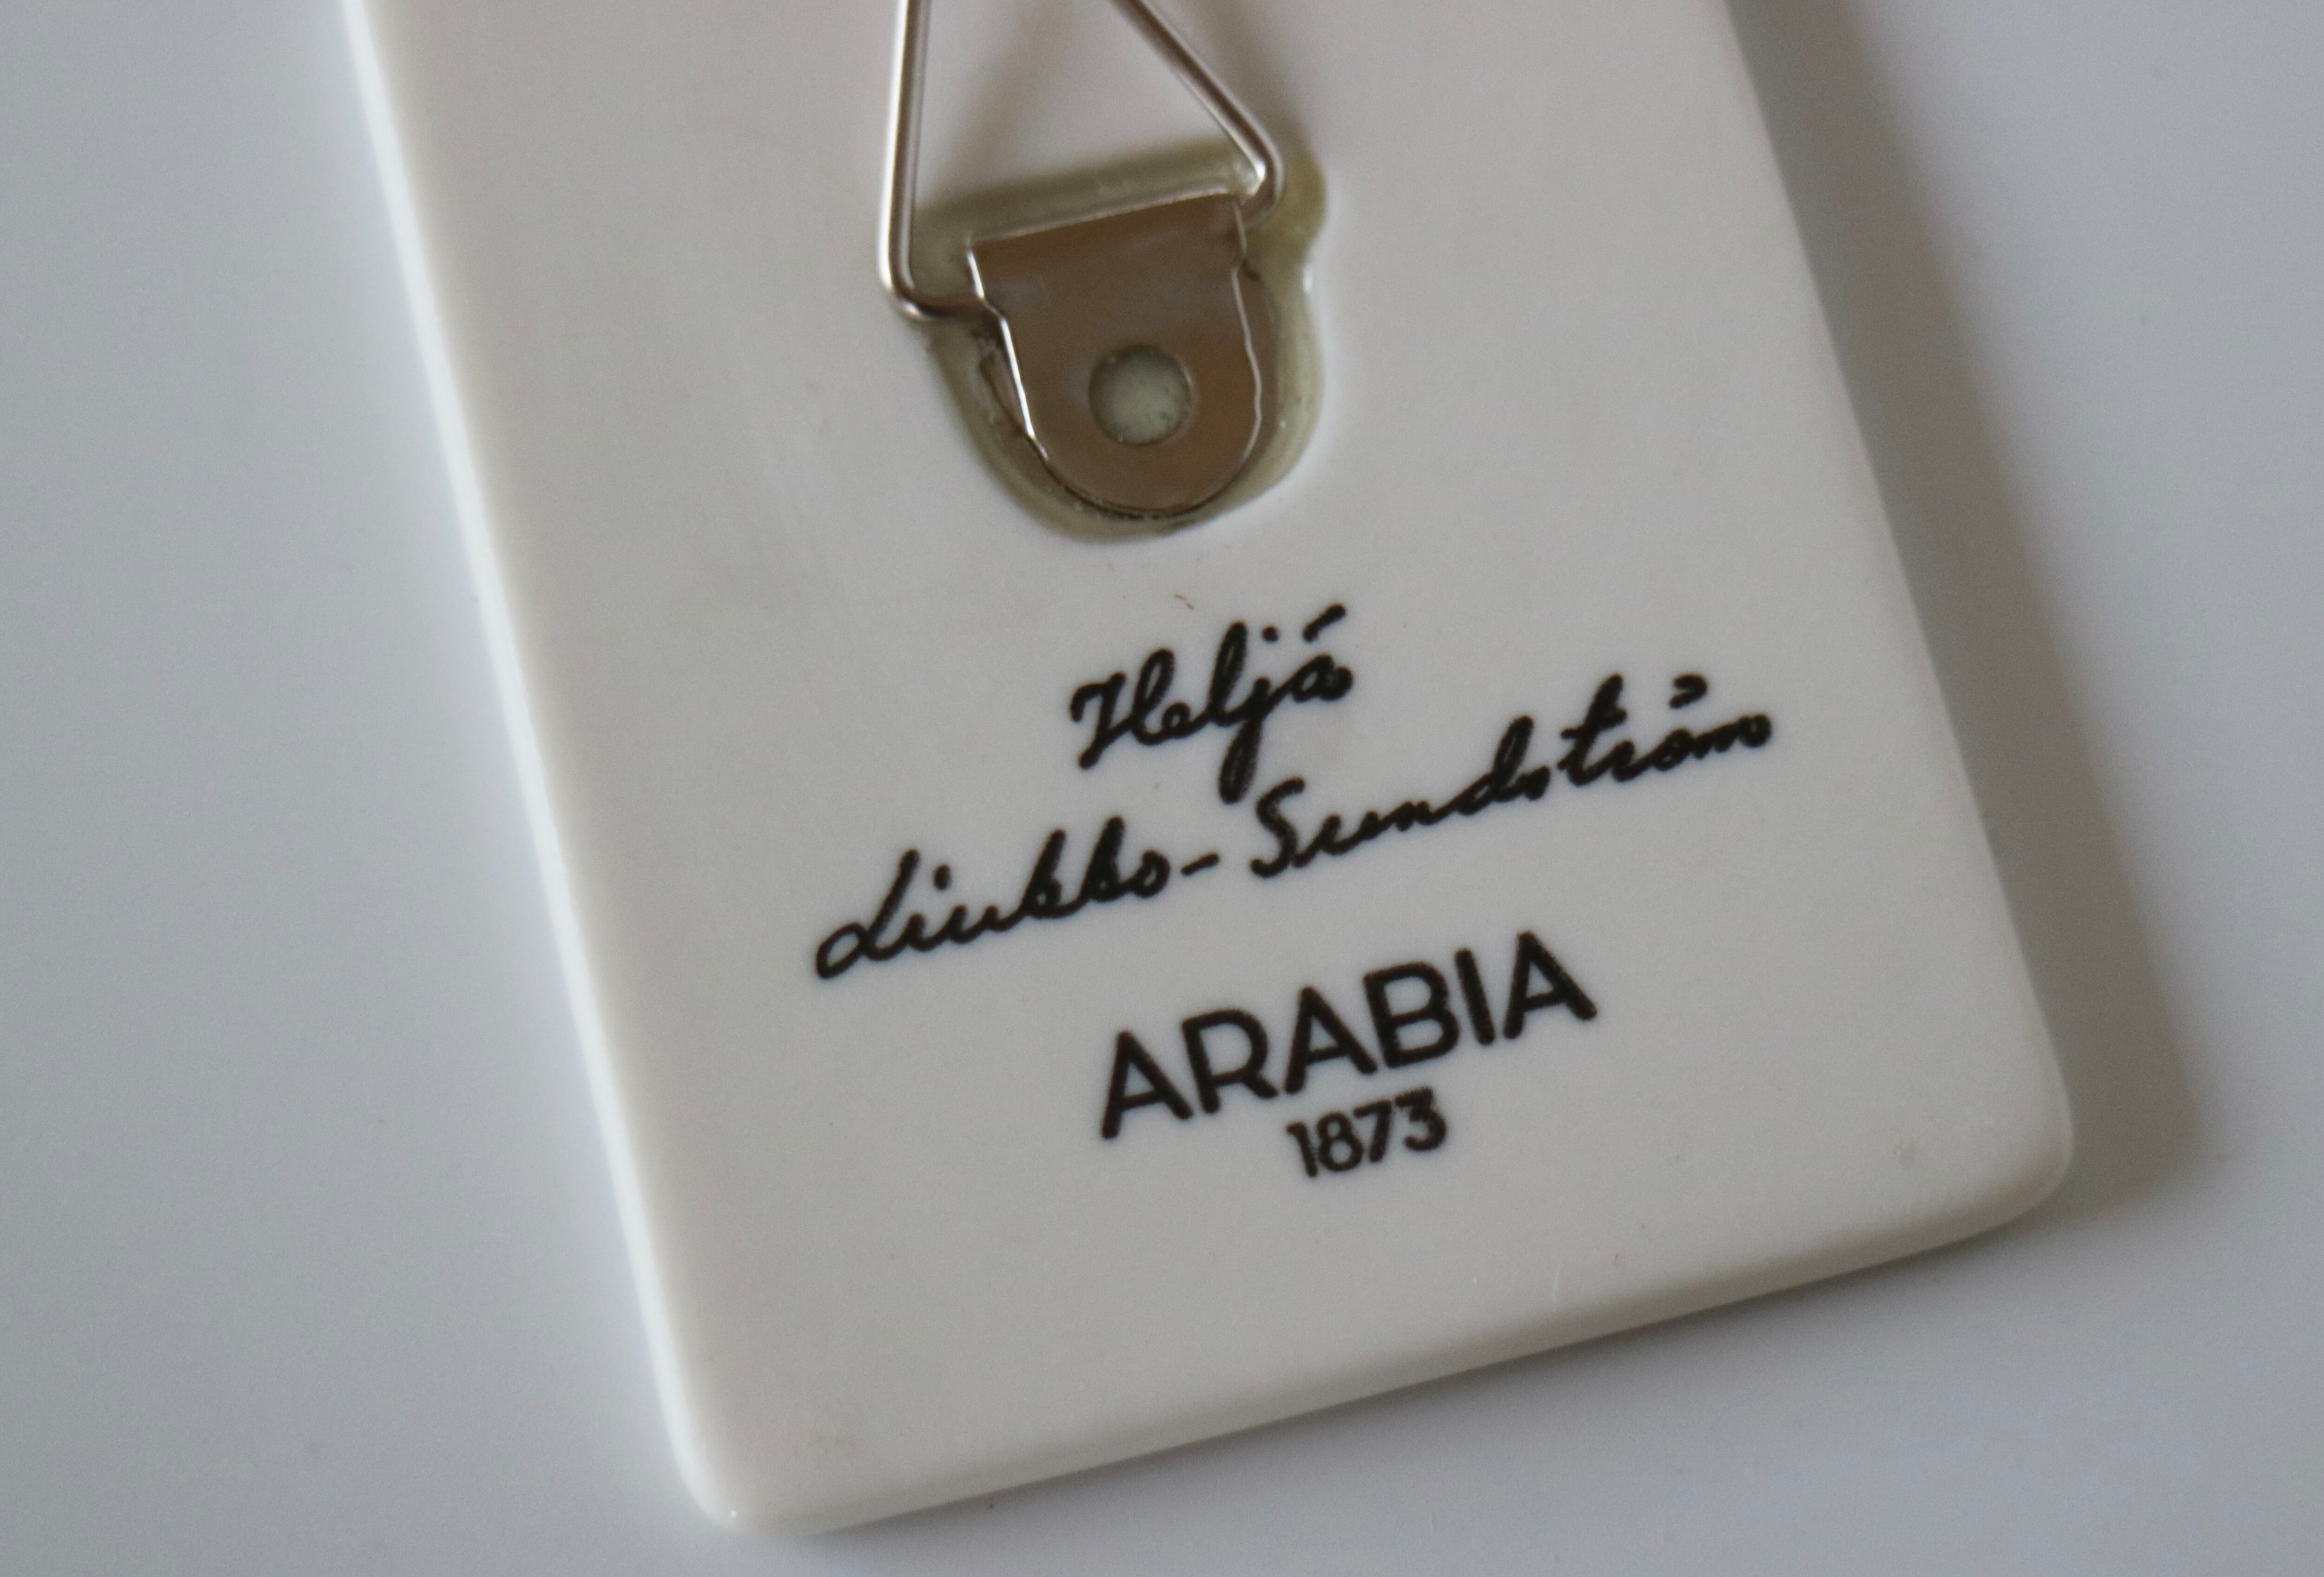 Heljä
Liukko-Sundström
ARABIA
1873